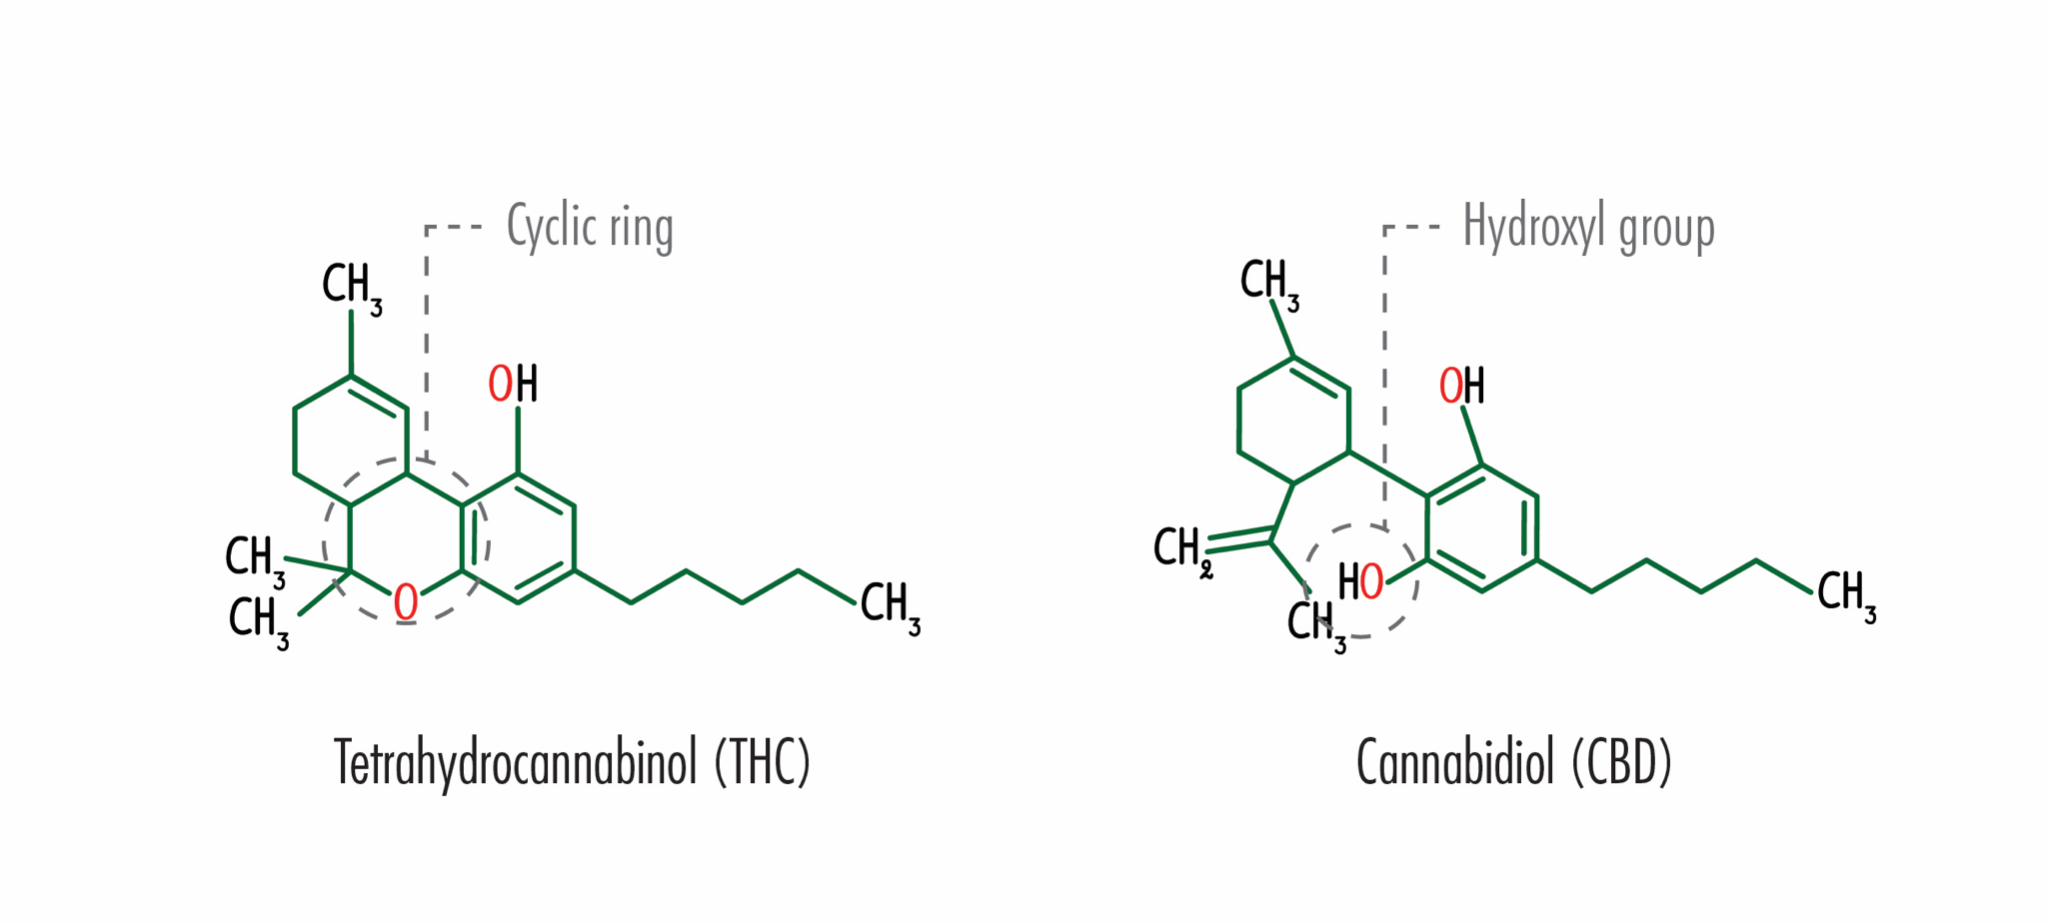 Cyclic ring
CH3
OH
CH3
CH3
O
CH3
Tetrahydrocannabinol (THC)
Hydroxyl group
CH3
OH
CH2
HO
CH3
CH3
Cannabidiol (CBD)